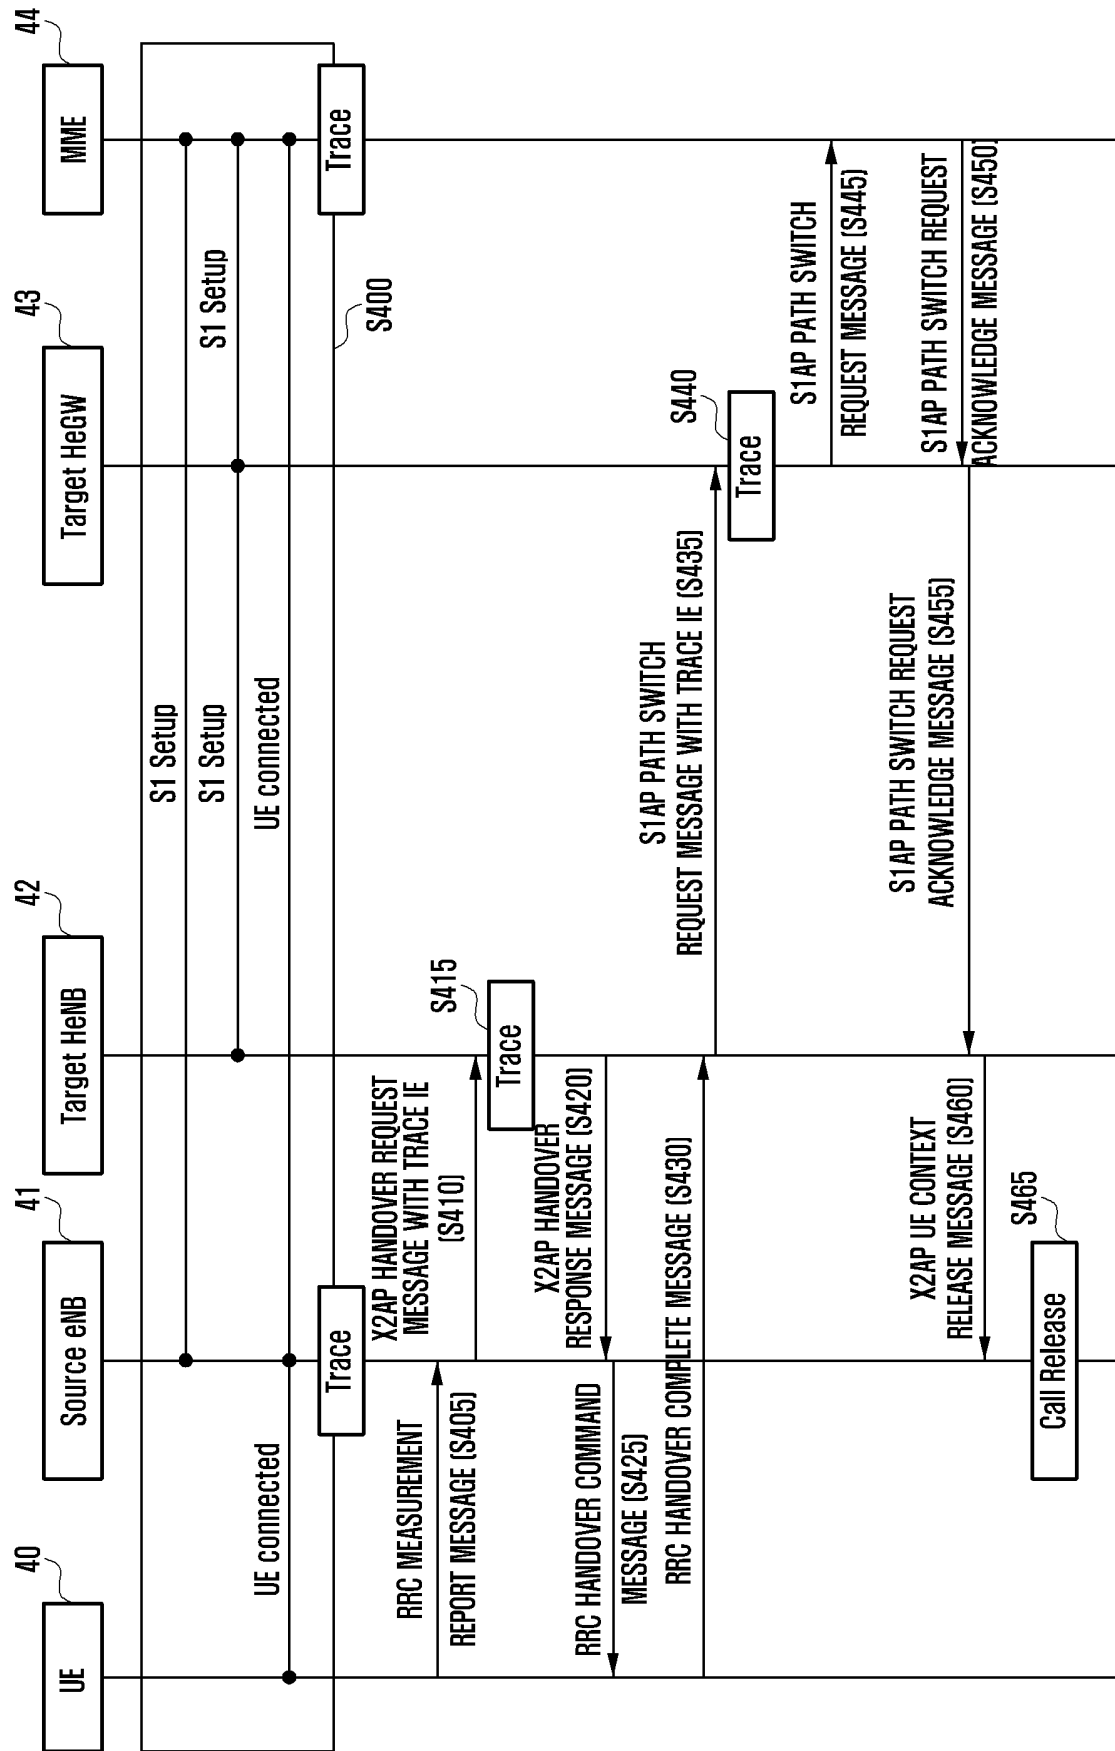 40
41
42
43
44
UE
Source eNB
Target HeNB
Target HeGW
MME
S1 Setup
S1 Setup
S1 Setup
UE connected
UE connected
Trace
Trace
S400
RRC MEASUREMENT
REPORT MESSAGE (S405)
X2AP HANDOVER REQUEST
MESSAGE WITH TRACE IE
(S410)
S415
Trace
X2AP HANDOVER
RESPONSE MESSAGE (S420)
RRC HANDOVER COMMAND
MESSAGE (S425)
RRC HANDOVER COMPLETE MESSAGE (S430)
S1AP PATH SWITCH
REQUEST MESSAGE WITH TRACE IE (S435)
S440
Trace
S1AP PATH SWITCH
REQUEST MESSAGE (S445)
S1AP PATH SWITCH REQUEST
ACKNOWLEDGE MESSAGE (S450)
S1AP PATH SWITCH REQUEST
ACKNOWLEDGE MESSAGE (S455)
X2AP UE CONTEXT
RELEASE MESSAGE (S460)
S465
Call Release